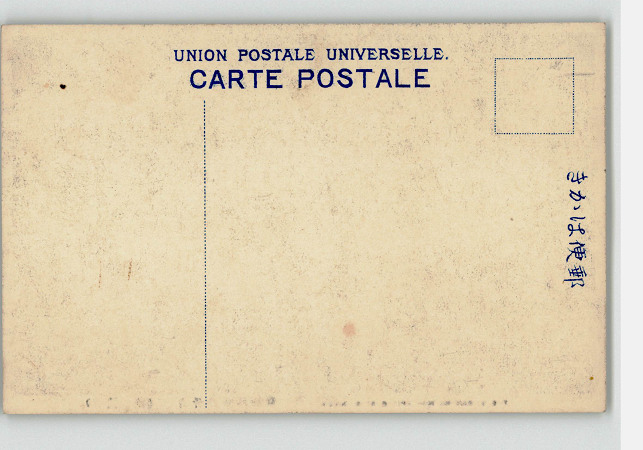 UNION POSTALE UNIVERSELLE.
CARTE POSTALE
きかは便郵